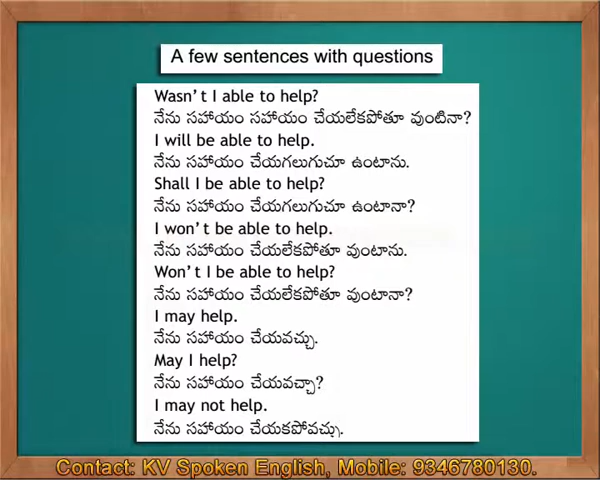 A few sentences with questions
Wasn't I able to help?
నేను సహాయం సహాయం చేయలేకపోతూ వుంటినా?
I will be able to help.
నేను సహాయం చేయగలుగుచూ ఉంటాను.
Shall I be able to help?
నేను సహాయం చేయగలుగుచూ ఉంటానా?
I won't be able to help.
నేను సహాయం చేయలేకపోతూ వుంటాను.
Won't I be able to help?
నేను సహాయం చేయలేకపోతూ వుంటానా?
I may help.
నేను సహాయం చేయవచ్చు.
May I help?
నేను సహాయం చేయవచ్చా?
I may not help.
నేను సహాయం చేయకపోవచ్చు.
Contact: KV Spoken English, Mobile: 9346780130.